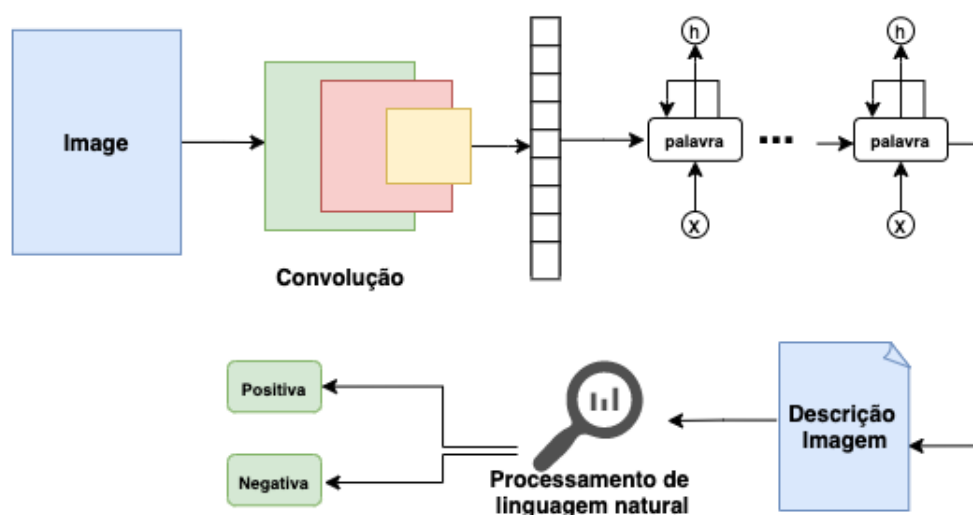 Image
Convolução
h
palavra
X
...
h
palavra
X
Descrição
Imagem
Processamento de
linguagem natural
Positiva
Negativa